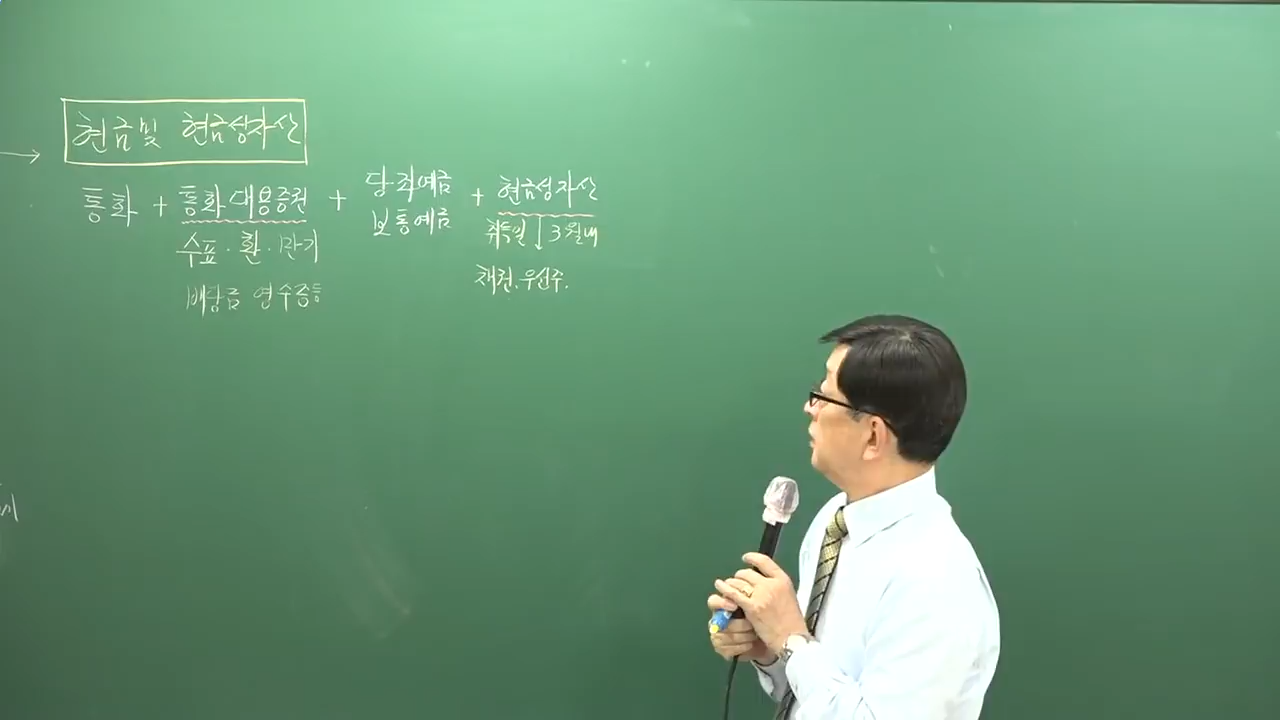 현금및 현금성자산
통화 + 통화대용증권 + 당좌예금 + 현금성자산
보통예금
수표·환·만기
취득일 3월내
배당금 영수증등
채권.우선주.